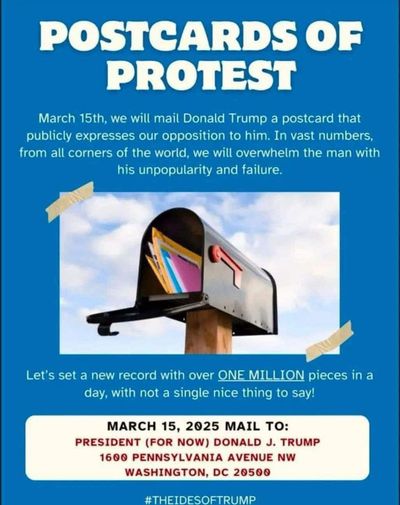 POSTCARDS OF
PROTEST
March 15th, we will mail Donald Trump a postcard that
publicly expresses our opposition to him. In vast numbers,
from all corners of the world, we will overwhelm the man with
his unpopularity and failure.
Let's set a new record with over ONE MILLION pieces in a
day, with not a single nice thing to say!
MARCH 15, 2025 MAIL TO:
PRESIDENT (FOR NOW) DONALD J. TRUMP
1600 PENNSYLVANIA AVENUE NW
WASHINGTON, DC 20500
#THEIDESOFTRUMP